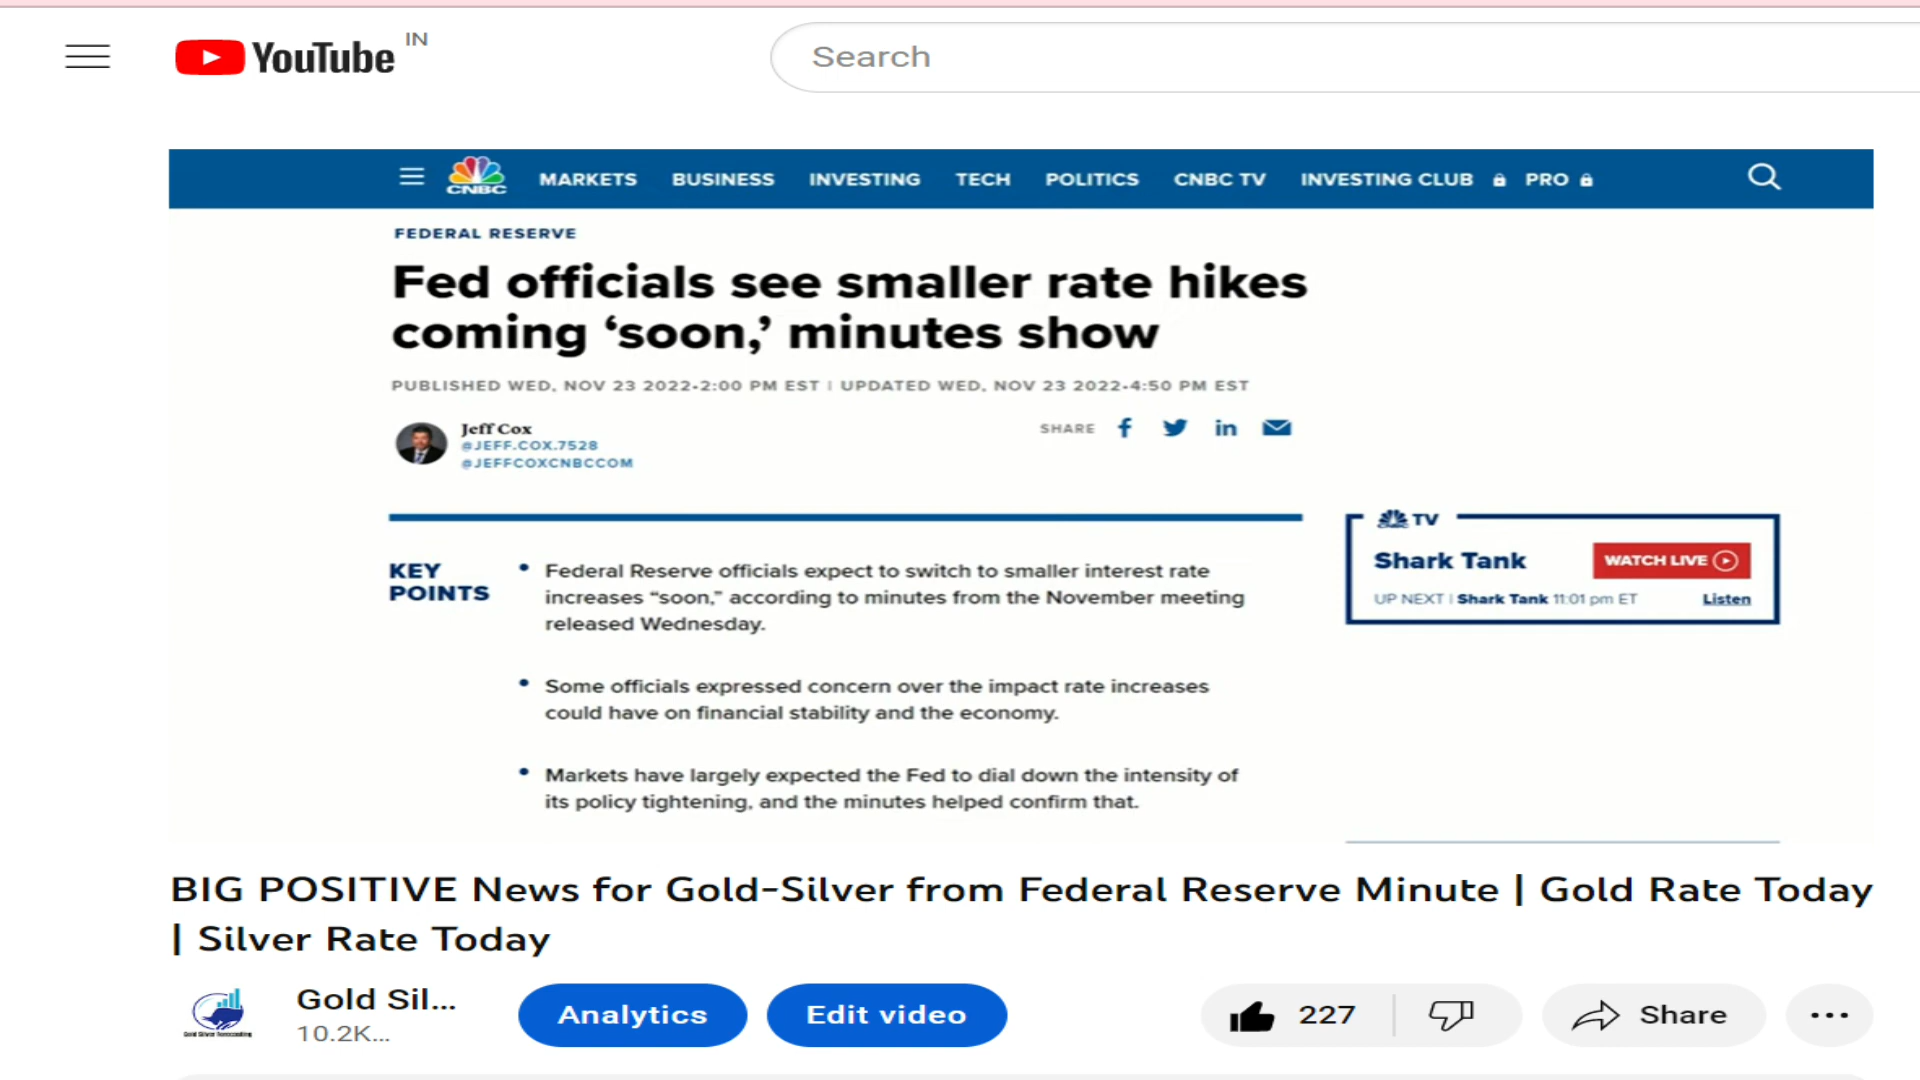 YouTube IN
Search
CNBC MARKETS BUSINESS INVESTING TECH POLITICS CNBC TV INVESTING CLUB PRO
FEDERAL RESERVE
Fed officials see smaller rate hikes
coming ‘soon,’ minutes show
PUBLISHED WED, NOV 23 2022•2:00 PM EST | UPDATED WED, NOV 23 2022•4:50 PM EST
Jeff Cox
@JEFF.COX.7528
@JEFFCOXCNBCCOM
SHARE
KEY
POINTS
• Federal Reserve officials expect to switch to smaller interest rate
increases “soon,” according to minutes from the November meeting
released Wednesday.
• Some officials expressed concern over the impact rate increases
could have on financial stability and the economy.
• Markets have largely expected the Fed to dial down the intensity of
its policy tightening, and the minutes helped confirm that.
TV
Shark Tank WATCH LIVE
UP NEXT | Shark Tank 11:01 pm ET Listen
BIG POSITIVE News for Gold-Silver from Federal Reserve Minute | Gold Rate Today
| Silver Rate Today
Gold Silver Forecasting
Gold Sil...
10.2K...
Analytics
Edit video
227
Share